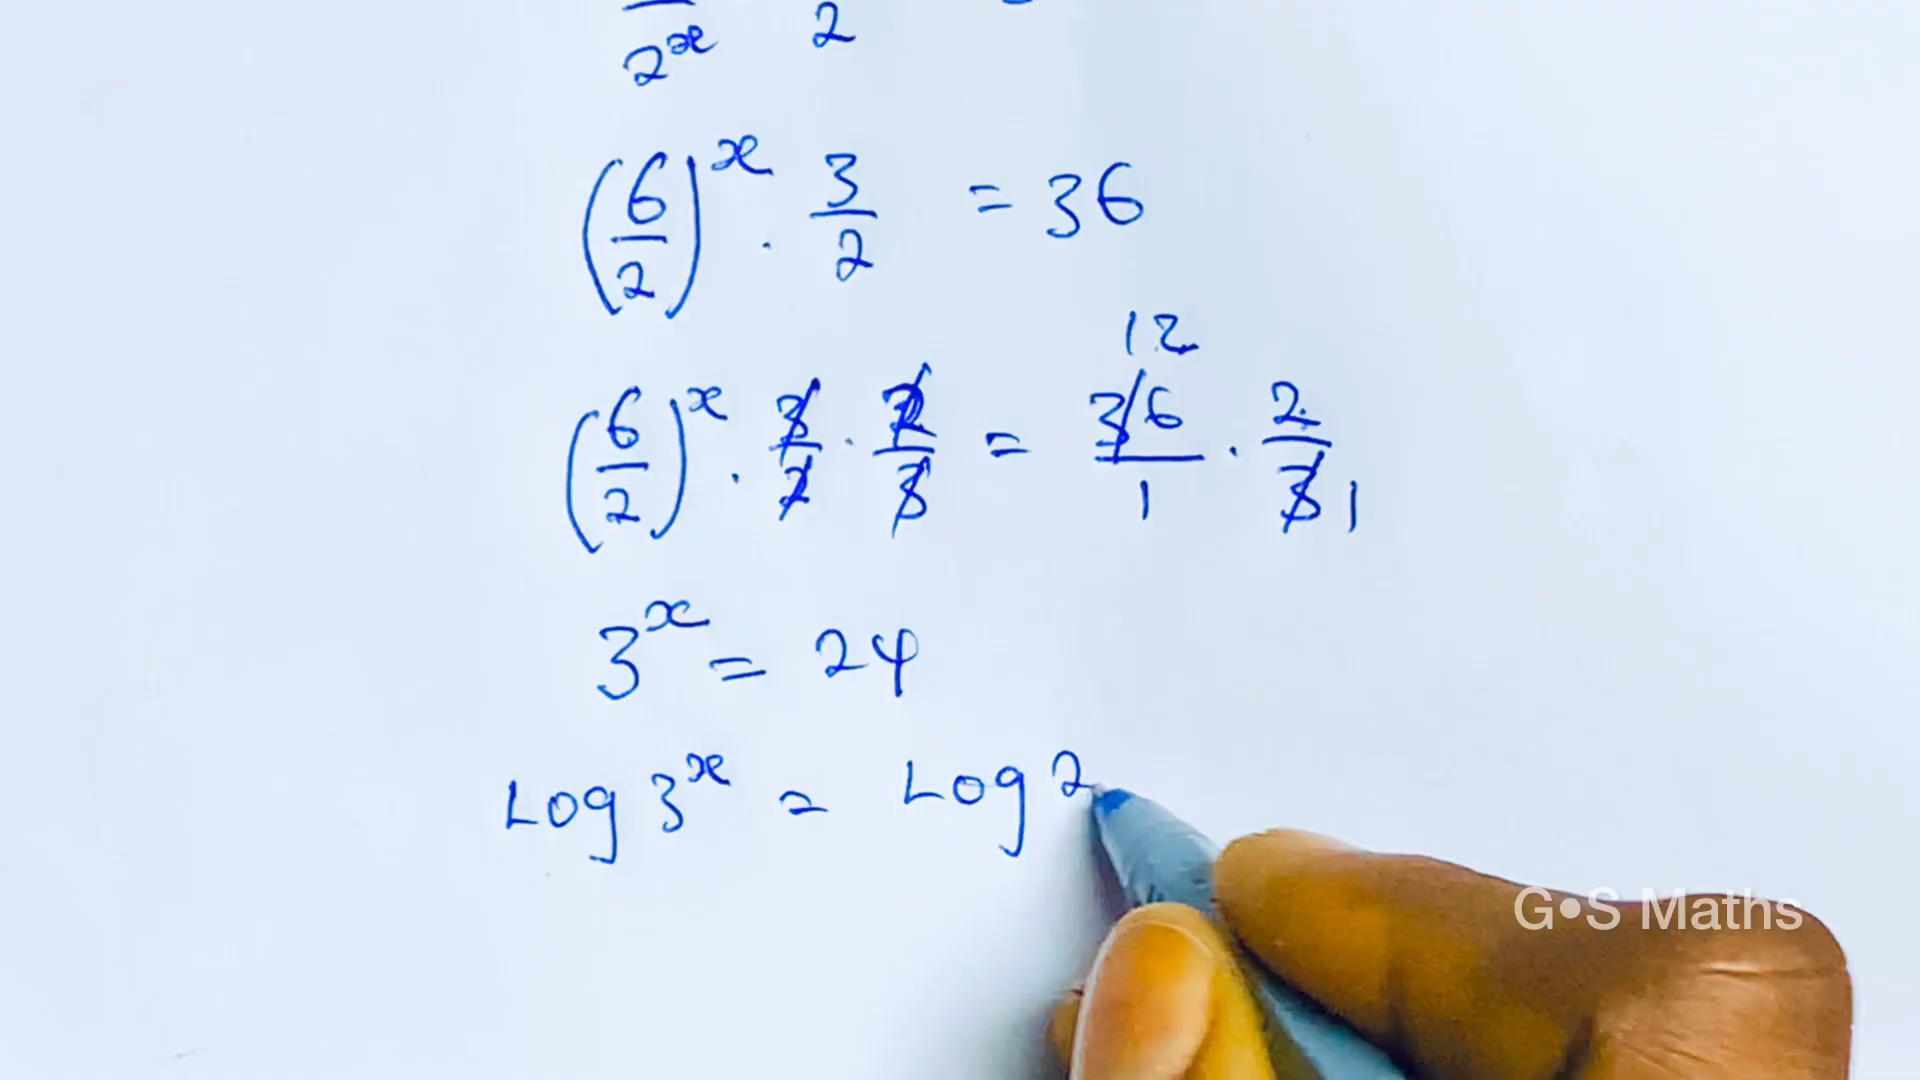 2^x 2
(6/2)^x · 3/2 = 36
12
(6/2)^x · 3/2 · 2/3 = 36/1 · 2/3 1
3^x = 24
Log 3^x = Log 2
G•S Maths